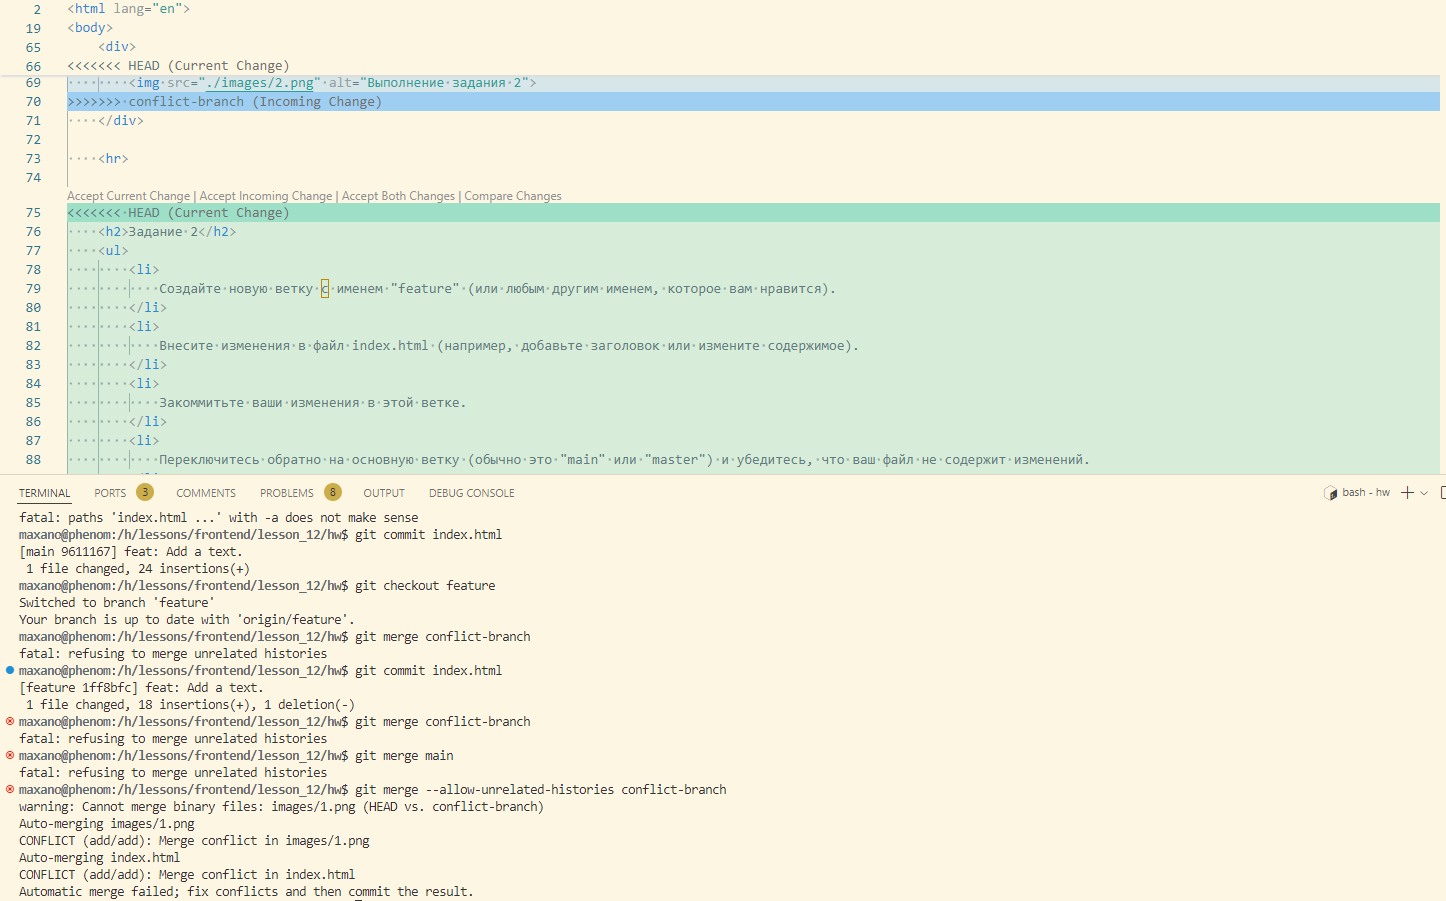 2 <html lang="en">
19 <body>
65 <div>
66 <<<<<<< HEAD (Current Change)
69 <img src="./images/2.png" alt="Выполнение задания 2">
70 >>>>>>> conflict-branch (Incoming Change)
71 </div>
72
73 <hr>
74
Accept Current Change | Accept Incoming Change | Accept Both Changes | Compare Changes
75 <<<<<<< HEAD (Current Change)
76 <h2>Задание 2</h2>
77 <ul>
78 <li>
79 Создайте новую ветку с именем "feature" (или любым другим именем, которое вам нравится).
80 </li>
81 <li>
82 Внесите изменения в файл index.html (например, добавьте заголовок или измените содержимое).
83 </li>
84 <li>
85 Закоммитьте ваши изменения в этой ветке.
86 </li>
87 <li>
88 Переключитесь обратно на основную ветку (обычно это "main" или "master") и убедитесь, что ваш файл не содержит изменений.
TERMINAL PORTS 3 COMMENTS PROBLEMS 8 OUTPUT DEBUG CONSOLE bash - hw
fatal: paths 'index.html ...' with -a does not make sense
maxano@phenom:/h/lessons/frontend/lesson_12/hw$ git commit index.html
[main 9611167] feat: Add a text.
1 file changed, 24 insertions(+)
maxano@phenom:/h/lessons/frontend/lesson_12/hw$ git checkout feature
Switched to branch 'feature'
Your branch is up to date with 'origin/feature'.
maxano@phenom:/h/lessons/frontend/lesson_12/hw$ git merge conflict-branch
fatal: refusing to merge unrelated histories
maxano@phenom:/h/lessons/frontend/lesson_12/hw$ git commit index.html
[feature 1ff8bfc] feat: Add a text.
1 file changed, 18 insertions(+), 1 deletion(-)
maxano@phenom:/h/lessons/frontend/lesson_12/hw$ git merge conflict-branch
fatal: refusing to merge unrelated histories
maxano@phenom:/h/lessons/frontend/lesson_12/hw$ git merge main
fatal: refusing to merge unrelated histories
maxano@phenom:/h/lessons/frontend/lesson_12/hw$ git merge --allow-unrelated-histories conflict-branch
warning: Cannot merge binary files: images/1.png (HEAD vs. conflict-branch)
Auto-merging images/1.png
CONFLICT (add/add): Merge conflict in images/1.png
Auto-merging index.html
CONFLICT (add/add): Merge conflict in index.html
Automatic merge failed; fix conflicts and then commit the result.